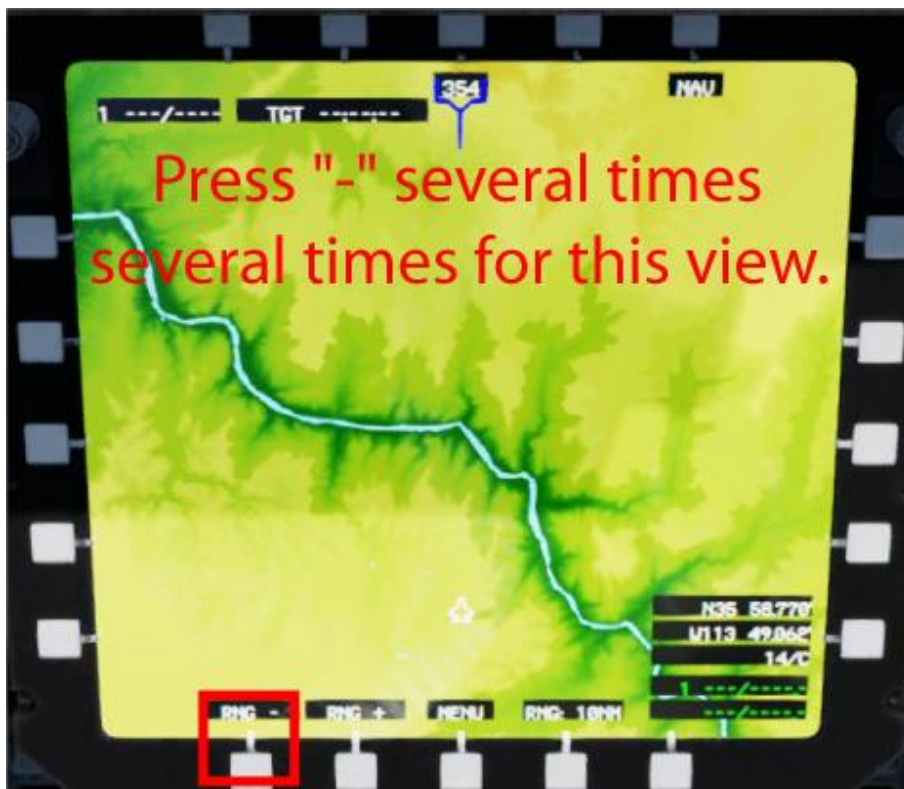 354
NAV
1 ---/----
TGT --:--:--
Press "-" several times
several times for this view.
N35 58.770'
W113 49.062'
14/C
1 ---/-----
---/-----
RNG -
RNG +
MENU
RNG: 10NM